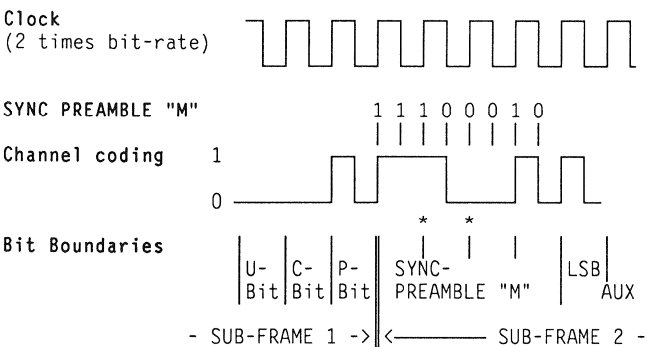 Clock
(2 times bit-rate)
SYNC PREAMBLE "M"
1 1 1 0 0 0 1 0
Channel coding 1
0
* *
Bit Boundaries
U- C- P- SYNC- LSB
Bit Bit Bit PREAMBLE "M" AUX
- SUB-FRAME 1 -> <- SUB-FRAME 2 -